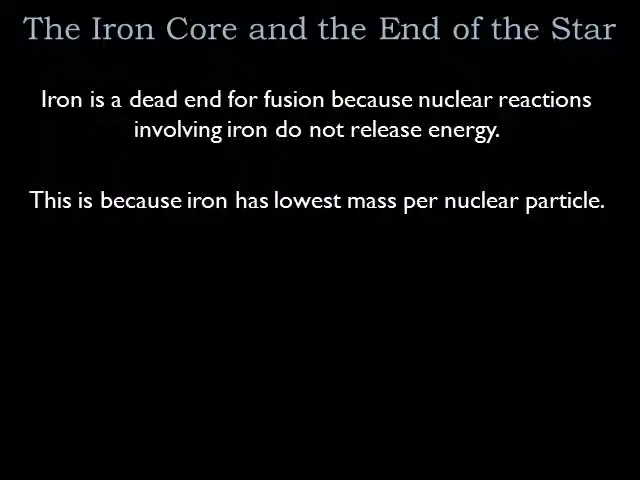 The Iron Core and the End of the Star
Iron is a dead end for fusion because nuclear reactions
involving iron do not release energy.
This is because iron has lowest mass per nuclear particle.